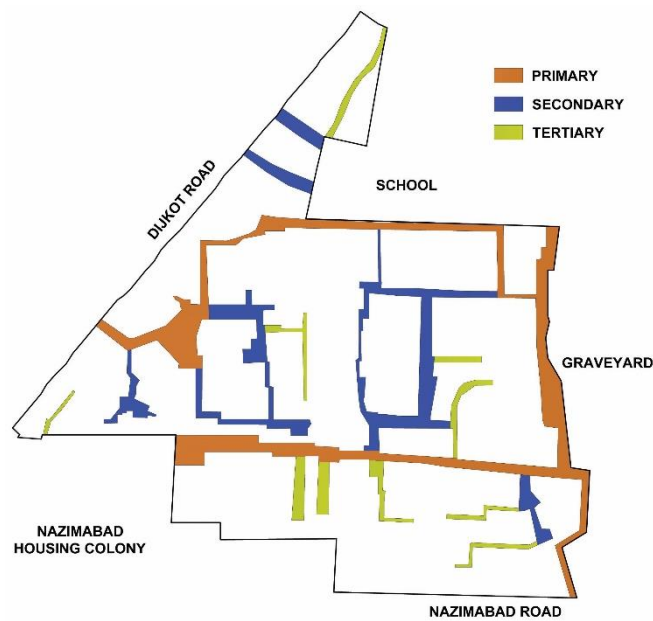 PRIMARY
SECONDARY
TERTIARY
SCHOOL
DIJKOT ROAD
GRAVEYARD
NAZIMABAD
HOUSING COLONY
NAZIMABAD ROAD